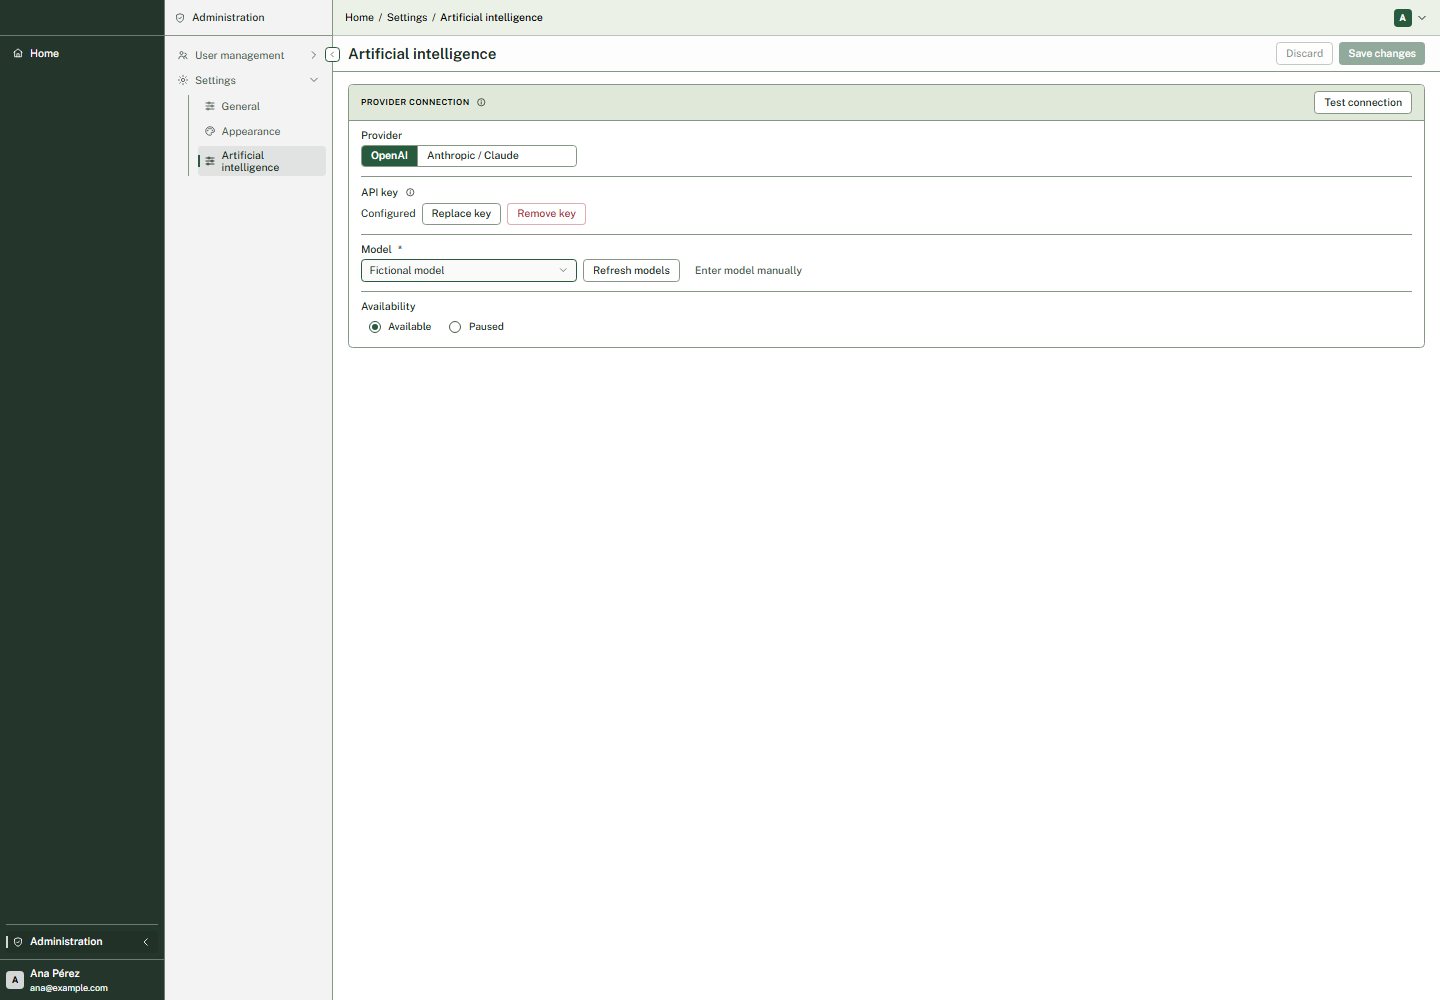 Administration
Home / Settings / Artificial intelligence
A
Home
User management
Settings
General
Appearance
Artificial
intelligence
Artificial intelligence
Discard
Save changes
PROVIDER CONNECTION
Test connection
Provider
OpenAI
Anthropic / Claude
API key
Configured
Replace key
Remove key
Model *
Fictional model
Refresh models
Enter model manually
Availability
Available
Paused
Administration
A
Ana Pérez
ana@example.com